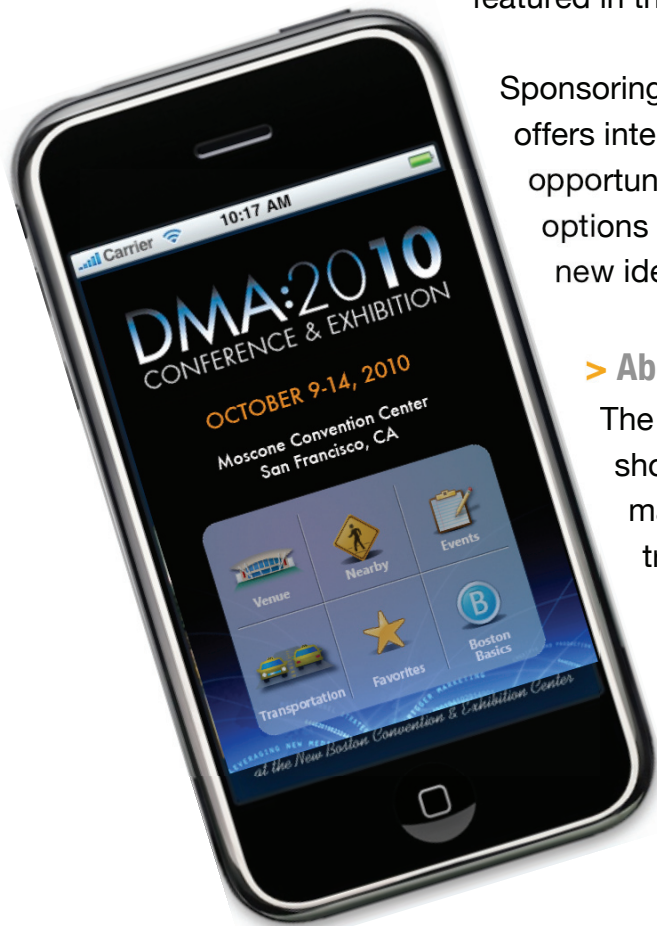 featured in th
Sponsoring
offers inte
opportun
options
new ide
> Ab
The
sho
ma
tr
Carrier 10:17 AM
DMA:2010
CONFERENCE & EXHIBITION
OCTOBER 9-14, 2010
Moscone Convention Center
San Francisco, CA
Venue
Nearby
Events
Transportation
Favorites
B
Boston
Basics
at the New Boston Convention & Exhibition Center